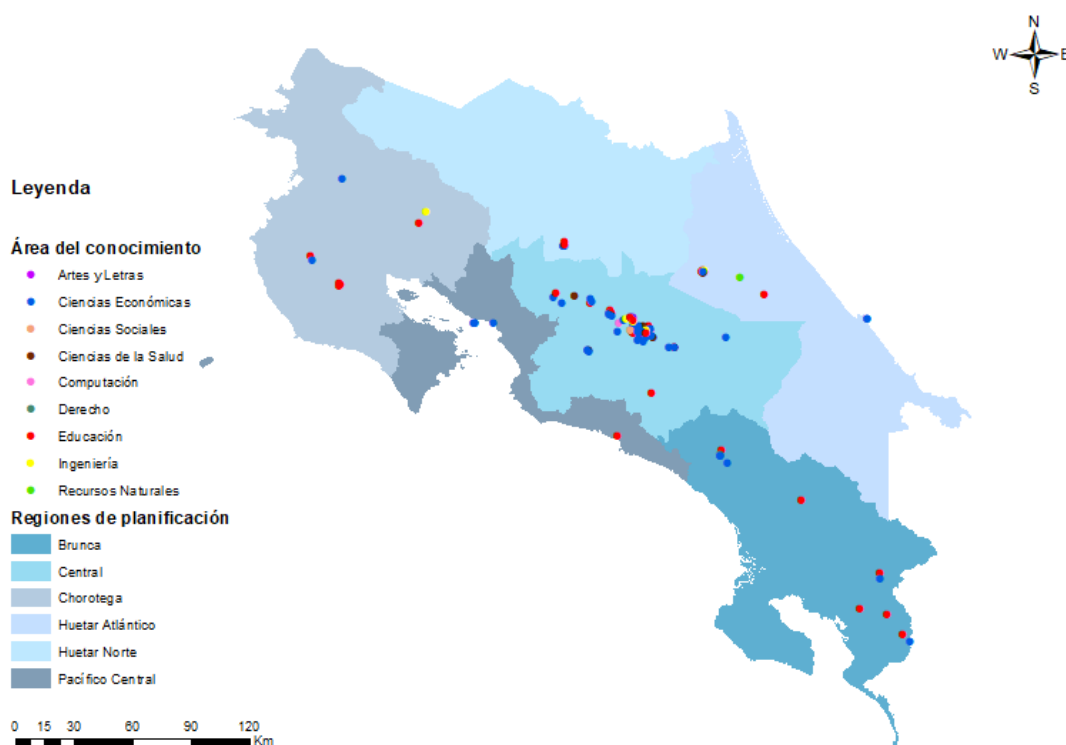 N
W E
S
Leyenda
Área del conocimiento
Artes y Letras
Ciencias Económicas
Ciencias Sociales
Ciencias de la Salud
Computación
Derecho
Educación
Ingeniería
Recursos Naturales
Regiones de planificación
Brunca
Central
Chorotega
Huetar Atlántico
Huetar Norte
Pacífico Central
0 15 30 60 90 120
Km